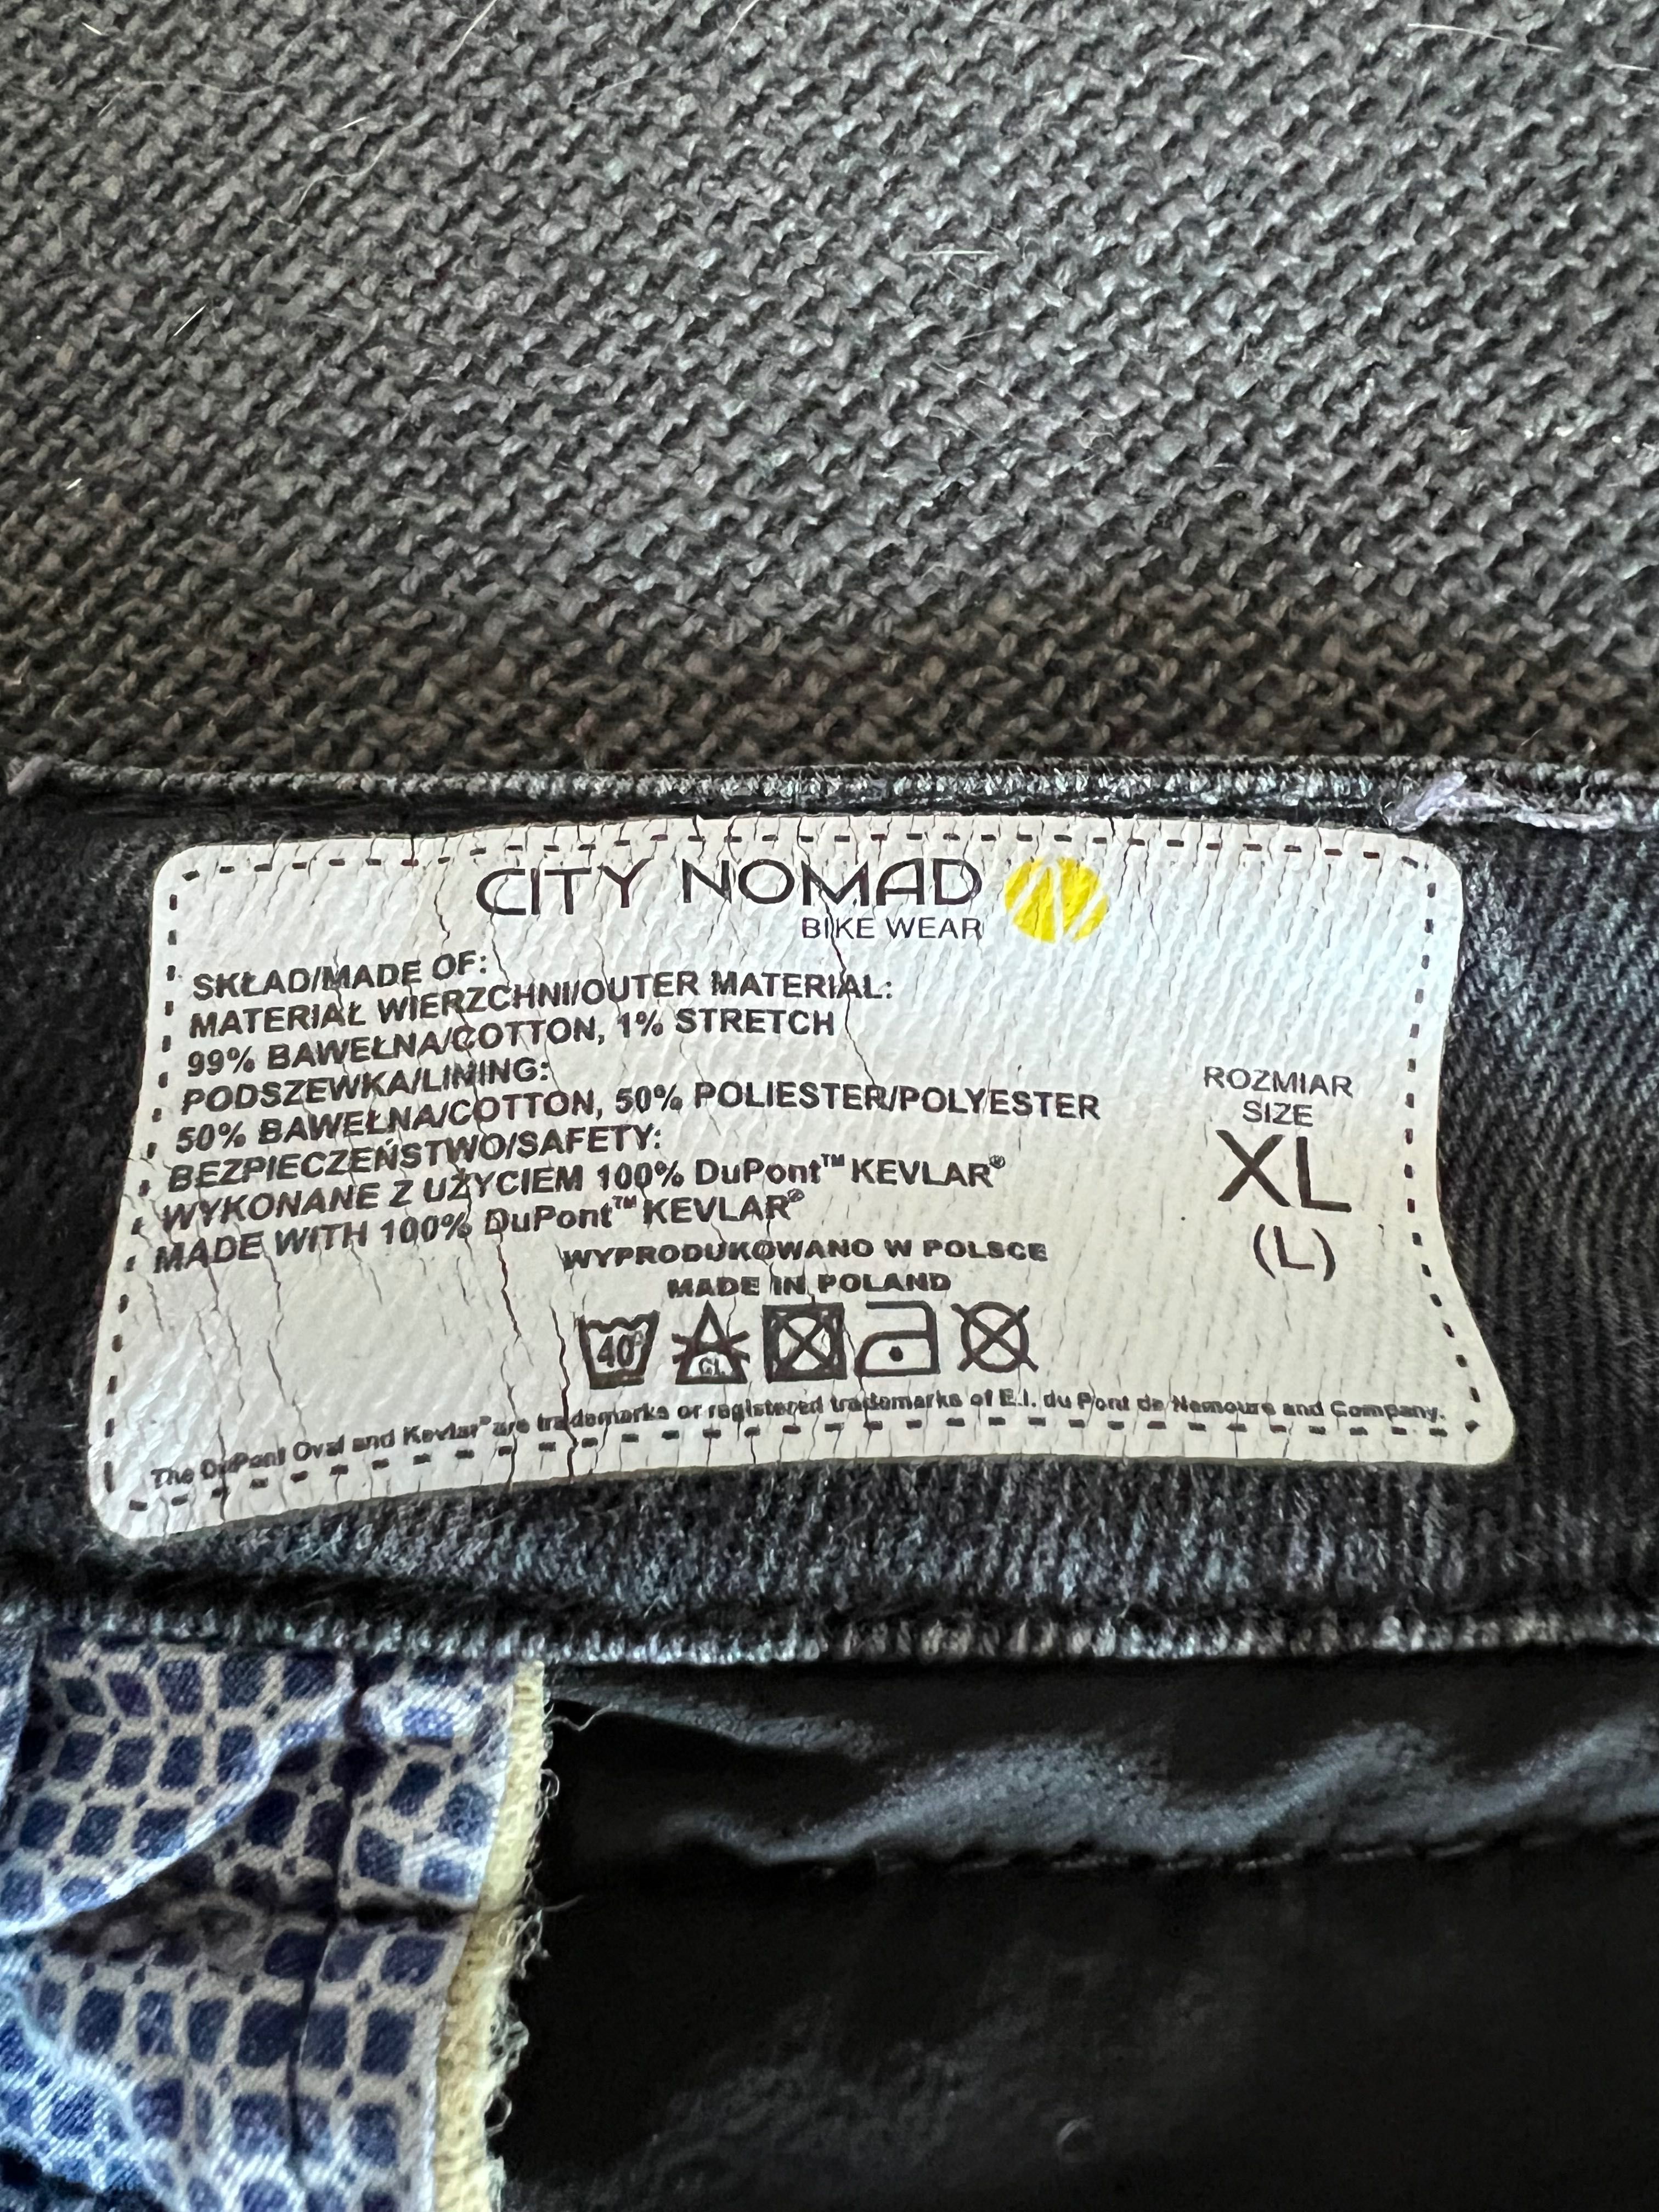 CITY NOMAD
BIKE WEAR
SKŁAD/MADE OF:
MATERIAŁ WIERZCHNI/OUTER MATERIAL:
99% BAWEŁNA/COTTON, 1% STRETCH
PODSZEWKA/LINING:
50% BAWEŁNA/COTTON, 50% POLIESTER/POLYESTER
BEZPIECZEŃSTWO/SAFETY:
WYKONANE Z UŻYCIEM 100% DuPont™ KEVLAR®
MADE WITH 100% DuPont™ KEVLAR®
ROZMIAR
SIZE
XL
(L)
WYPRODUKOWANO W POLSCE
MADE IN POLAND
40° CL
The DuPont Oval and Kevlar® are trademarks or registered trademarks of E.I. du Pont de Nemours and Company.